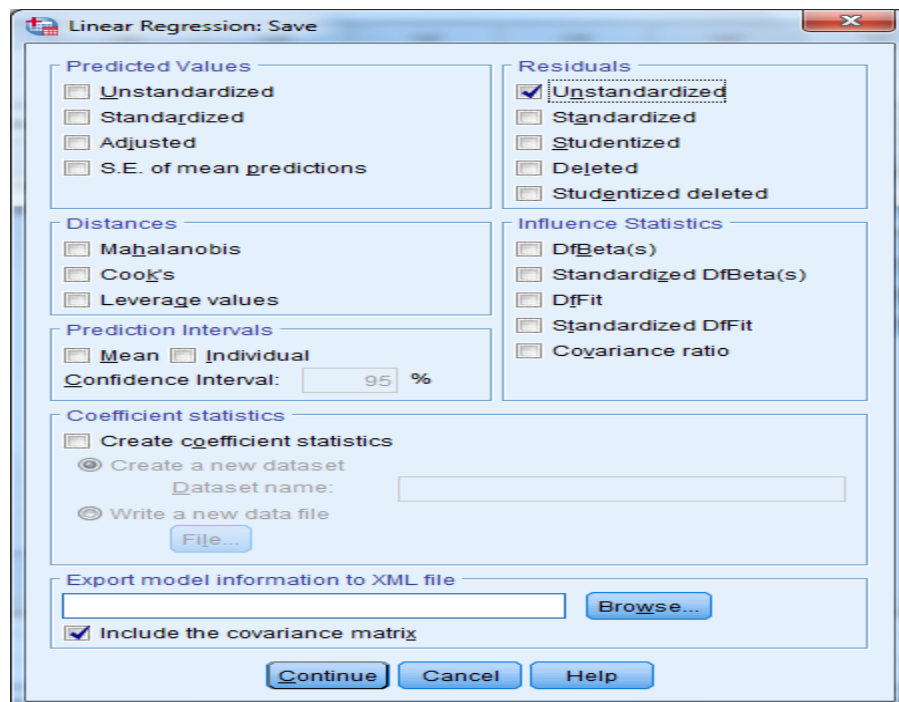 Linear Regression: Save
Predicted Values
Unstandardized
Standardized
Adjusted
S.E. of mean predictions
Residuals
Unstandardized
Standardized
Studentized
Deleted
Studentized deleted
Distances
Mahalanobis
Cook's
Leverage values
Influence Statistics
DfBeta(s)
Standardized DfBeta(s)
DfFit
Standardized DfFit
Covariance ratio
Prediction Intervals
Mean Individual
Confidence Interval: 95 %
Coefficient statistics
Create coefficient statistics
Create a new dataset
Dataset name:
Write a new data file
File...
Export model information to XML file
Browse...
Include the covariance matrix
Continue Cancel Help